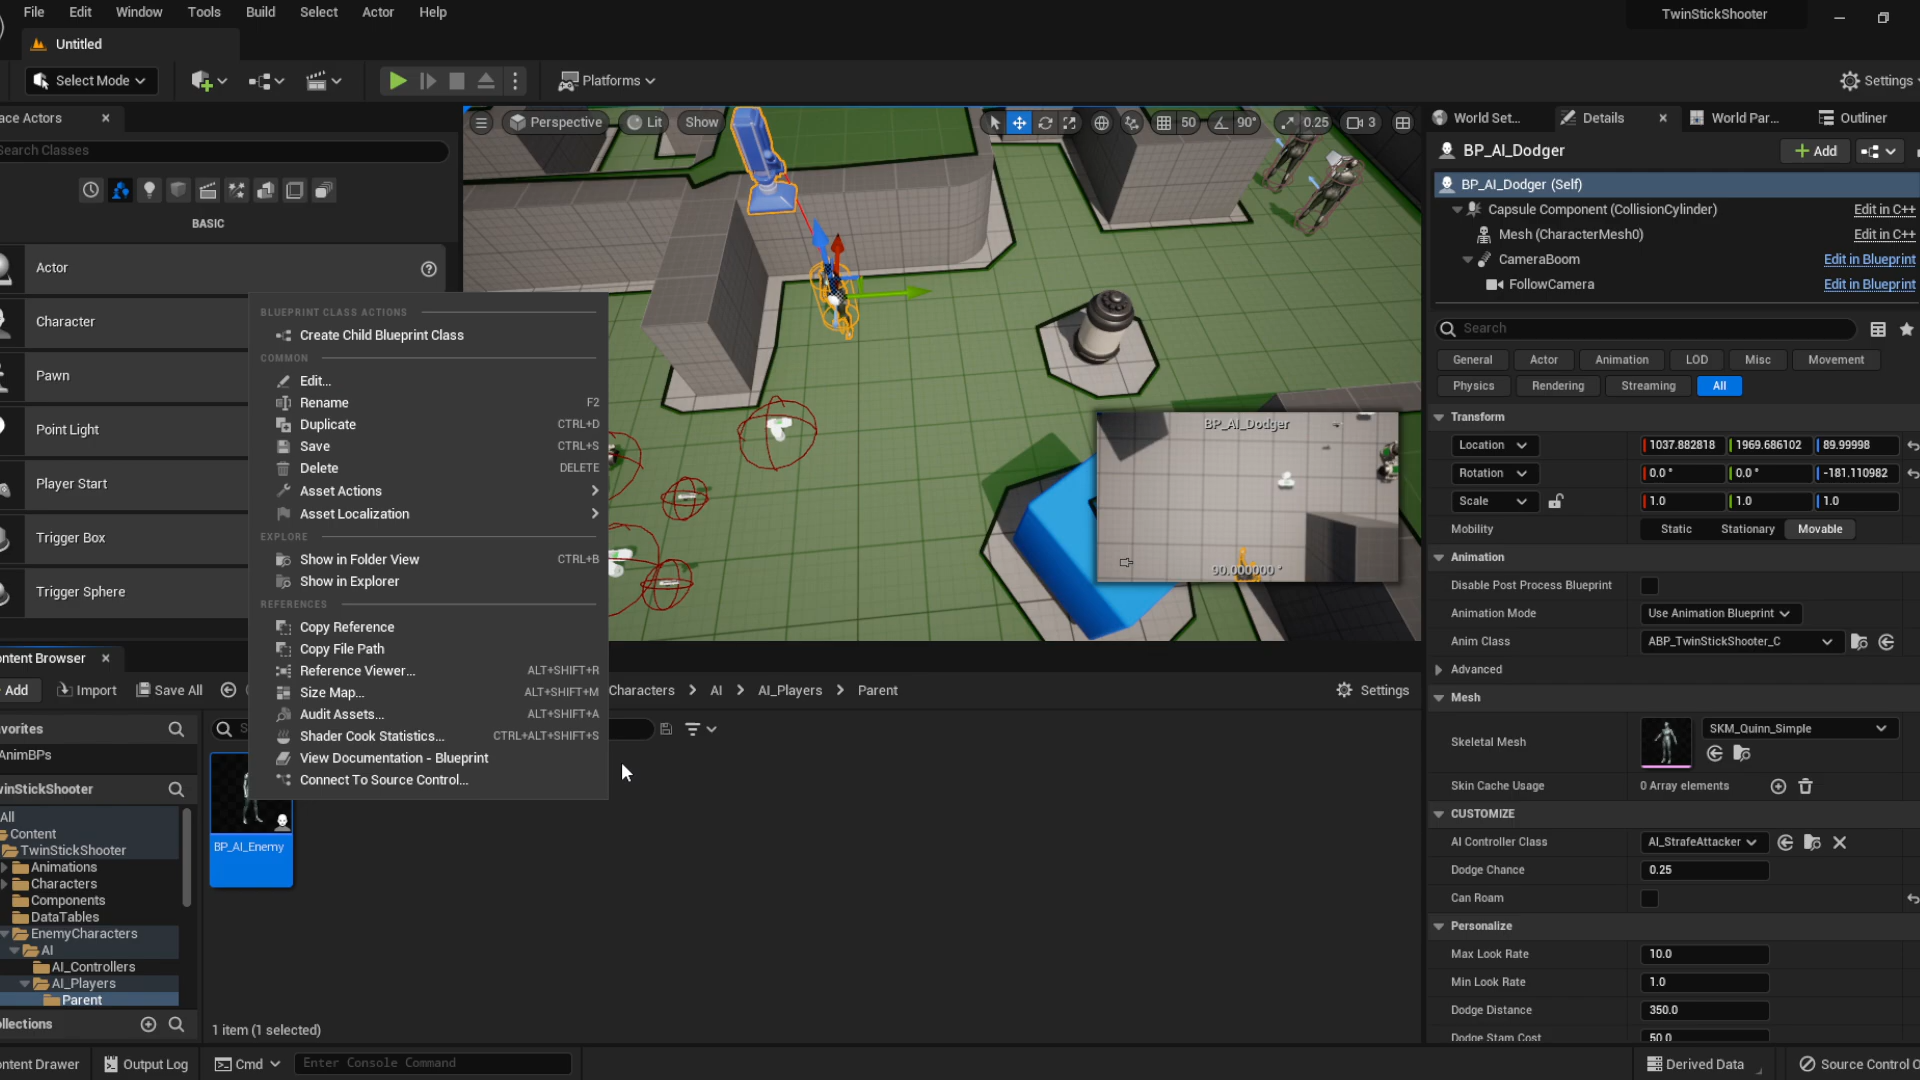 File Edit Window Tools Build Select Actor Help
TwinStickShooter
Untitled
Select Mode
Platforms
Settings
ace Actors
earch Classes
BASIC
Actor
Character
Pawn
Point Light
Player Start
Trigger Box
Trigger Sphere
Perspective Lit Show
50 90° 0.25 3
BP_AI_Dodger
90.000000 °
BLUEPRINT CLASS ACTIONS
Create Child Blueprint Class
COMMON
Edit...
Rename F2
Duplicate CTRL+D
Save CTRL+S
Delete DELETE
Asset Actions
Asset Localization
EXPLORE
Show in Folder View CTRL+B
Show in Explorer
REFERENCES
Copy Reference
Copy File Path
Reference Viewer... ALT+SHIFT+R
Size Map... ALT+SHIFT+M
Audit Assets... ALT+SHIFT+A
Shader Cook Statistics... CTRL+ALT+SHIFT+S
View Documentation - Blueprint
Connect To Source Control...
ontent Browser
Add Import Save All
Characters AI AI_Players Parent
Settings
avorites
AnimBPs
winStickShooter
All
Content
TwinStickShooter
Animations
Characters
Components
DataTables
EnemyCharacters
AI
AI_Controllers
AI_Players
Parent
ollections
BP_AI_Enemy
1 item (1 selected)
ontent Drawer Output Log Cmd Enter Console Command
Derived Data Source Control O
World Set... Details World Par... Outliner
BP_AI_Dodger Add
BP_AI_Dodger (Self)
Capsule Component (CollisionCylinder) Edit in C++
Mesh (CharacterMesh0) Edit in C++
CameraBoom Edit in Blueprint
FollowCamera Edit in Blueprint
Search
General Actor Animation LOD Misc Movement
Physics Rendering Streaming All
Transform
Location 1037.882818 1969.686102 89.99998
Rotation 0.0 ° 0.0 ° -181.110982
Scale 1.0 1.0 1.0
Mobility Static Stationary Movable
Animation
Disable Post Process Blueprint
Animation Mode Use Animation Blueprint
Anim Class ABP_TwinStickShooter_C
Advanced
Mesh
Skeletal Mesh SKM_Quinn_Simple
Skin Cache Usage 0 Array elements
CUSTOMIZE
AI Controller Class AI_StrafeAttacker
Dodge Chance 0.25
Can Roam
Personalize
Max Look Rate 10.0
Min Look Rate 1.0
Dodge Distance 350.0
Dodge Stam Cost 50.0